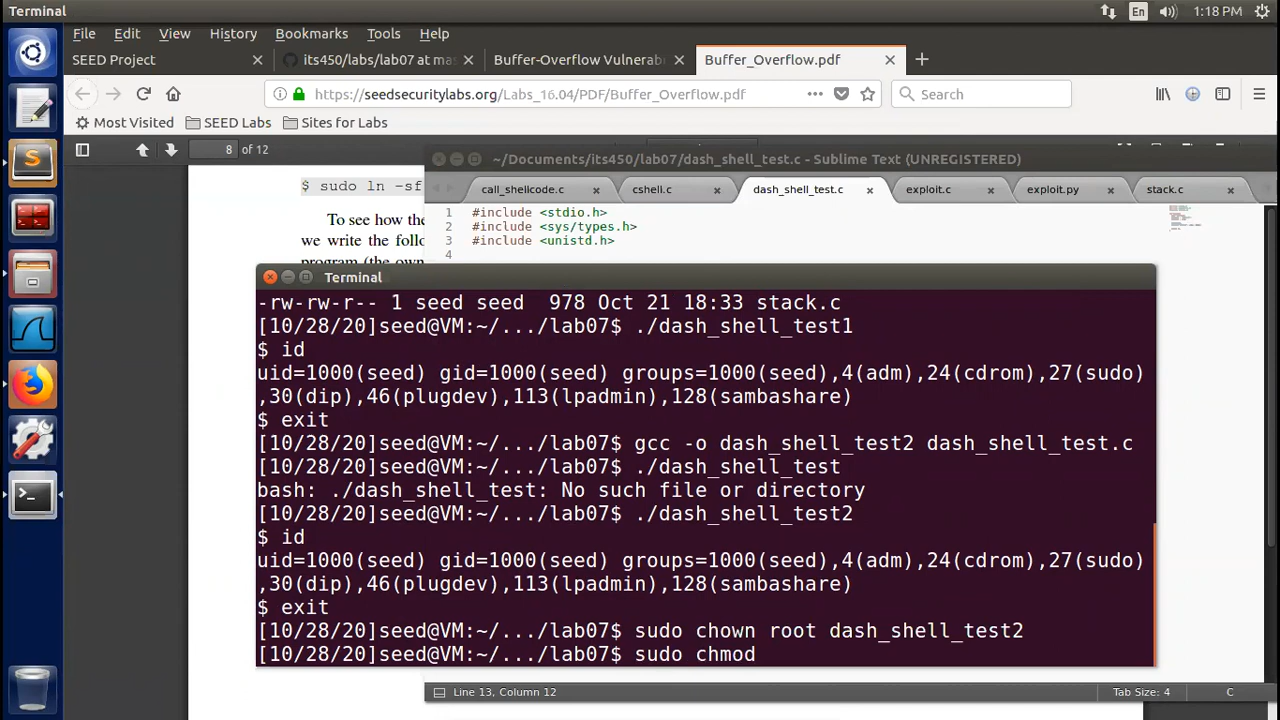 Terminal
En
1:18 PM
File Edit View History Bookmarks Tools Help
SEED Project
its450/labs/lab07 at mas
Buffer-Overflow Vulnerab
Buffer_Overflow.pdf
https://seedsecuritylabs.org/Labs_16.04/PDF/Buffer_Overflow.pdf
Search
Most Visited
SEED Labs
Sites for Labs
8 of 12
~/Documents/its450/lab07/dash_shell_test.c - Sublime Text (UNREGISTERED)
call_shellcode.c
cshell.c
dash_shell_test.c
exploit.c
exploit.py
stack.c
$ sudo ln -sf
To see how the
we write the follo
program (the own
1 #include <stdio.h>
2 #include <sys/types.h>
3 #include <unistd.h>
4
Terminal
-rw-rw-r-- 1 seed seed  978 Oct 21 18:33 stack.c
[10/28/20]seed@VM:~/.../lab07$ ./dash_shell_test1
$ id
uid=1000(seed) gid=1000(seed) groups=1000(seed),4(adm),24(cdrom),27(sudo)
,30(dip),46(plugdev),113(lpadmin),128(sambashare)
$ exit
[10/28/20]seed@VM:~/.../lab07$ gcc -o dash_shell_test2 dash_shell_test.c
[10/28/20]seed@VM:~/.../lab07$ ./dash_shell_test
bash: ./dash_shell_test: No such file or directory
[10/28/20]seed@VM:~/.../lab07$ ./dash_shell_test2
$ id
uid=1000(seed) gid=1000(seed) groups=1000(seed),4(adm),24(cdrom),27(sudo)
,30(dip),46(plugdev),113(lpadmin),128(sambashare)
$ exit
[10/28/20]seed@VM:~/.../lab07$ sudo chown root dash_shell_test2
[10/28/20]seed@VM:~/.../lab07$ sudo chmod
Line 13, Column 12
Tab Size: 4
C